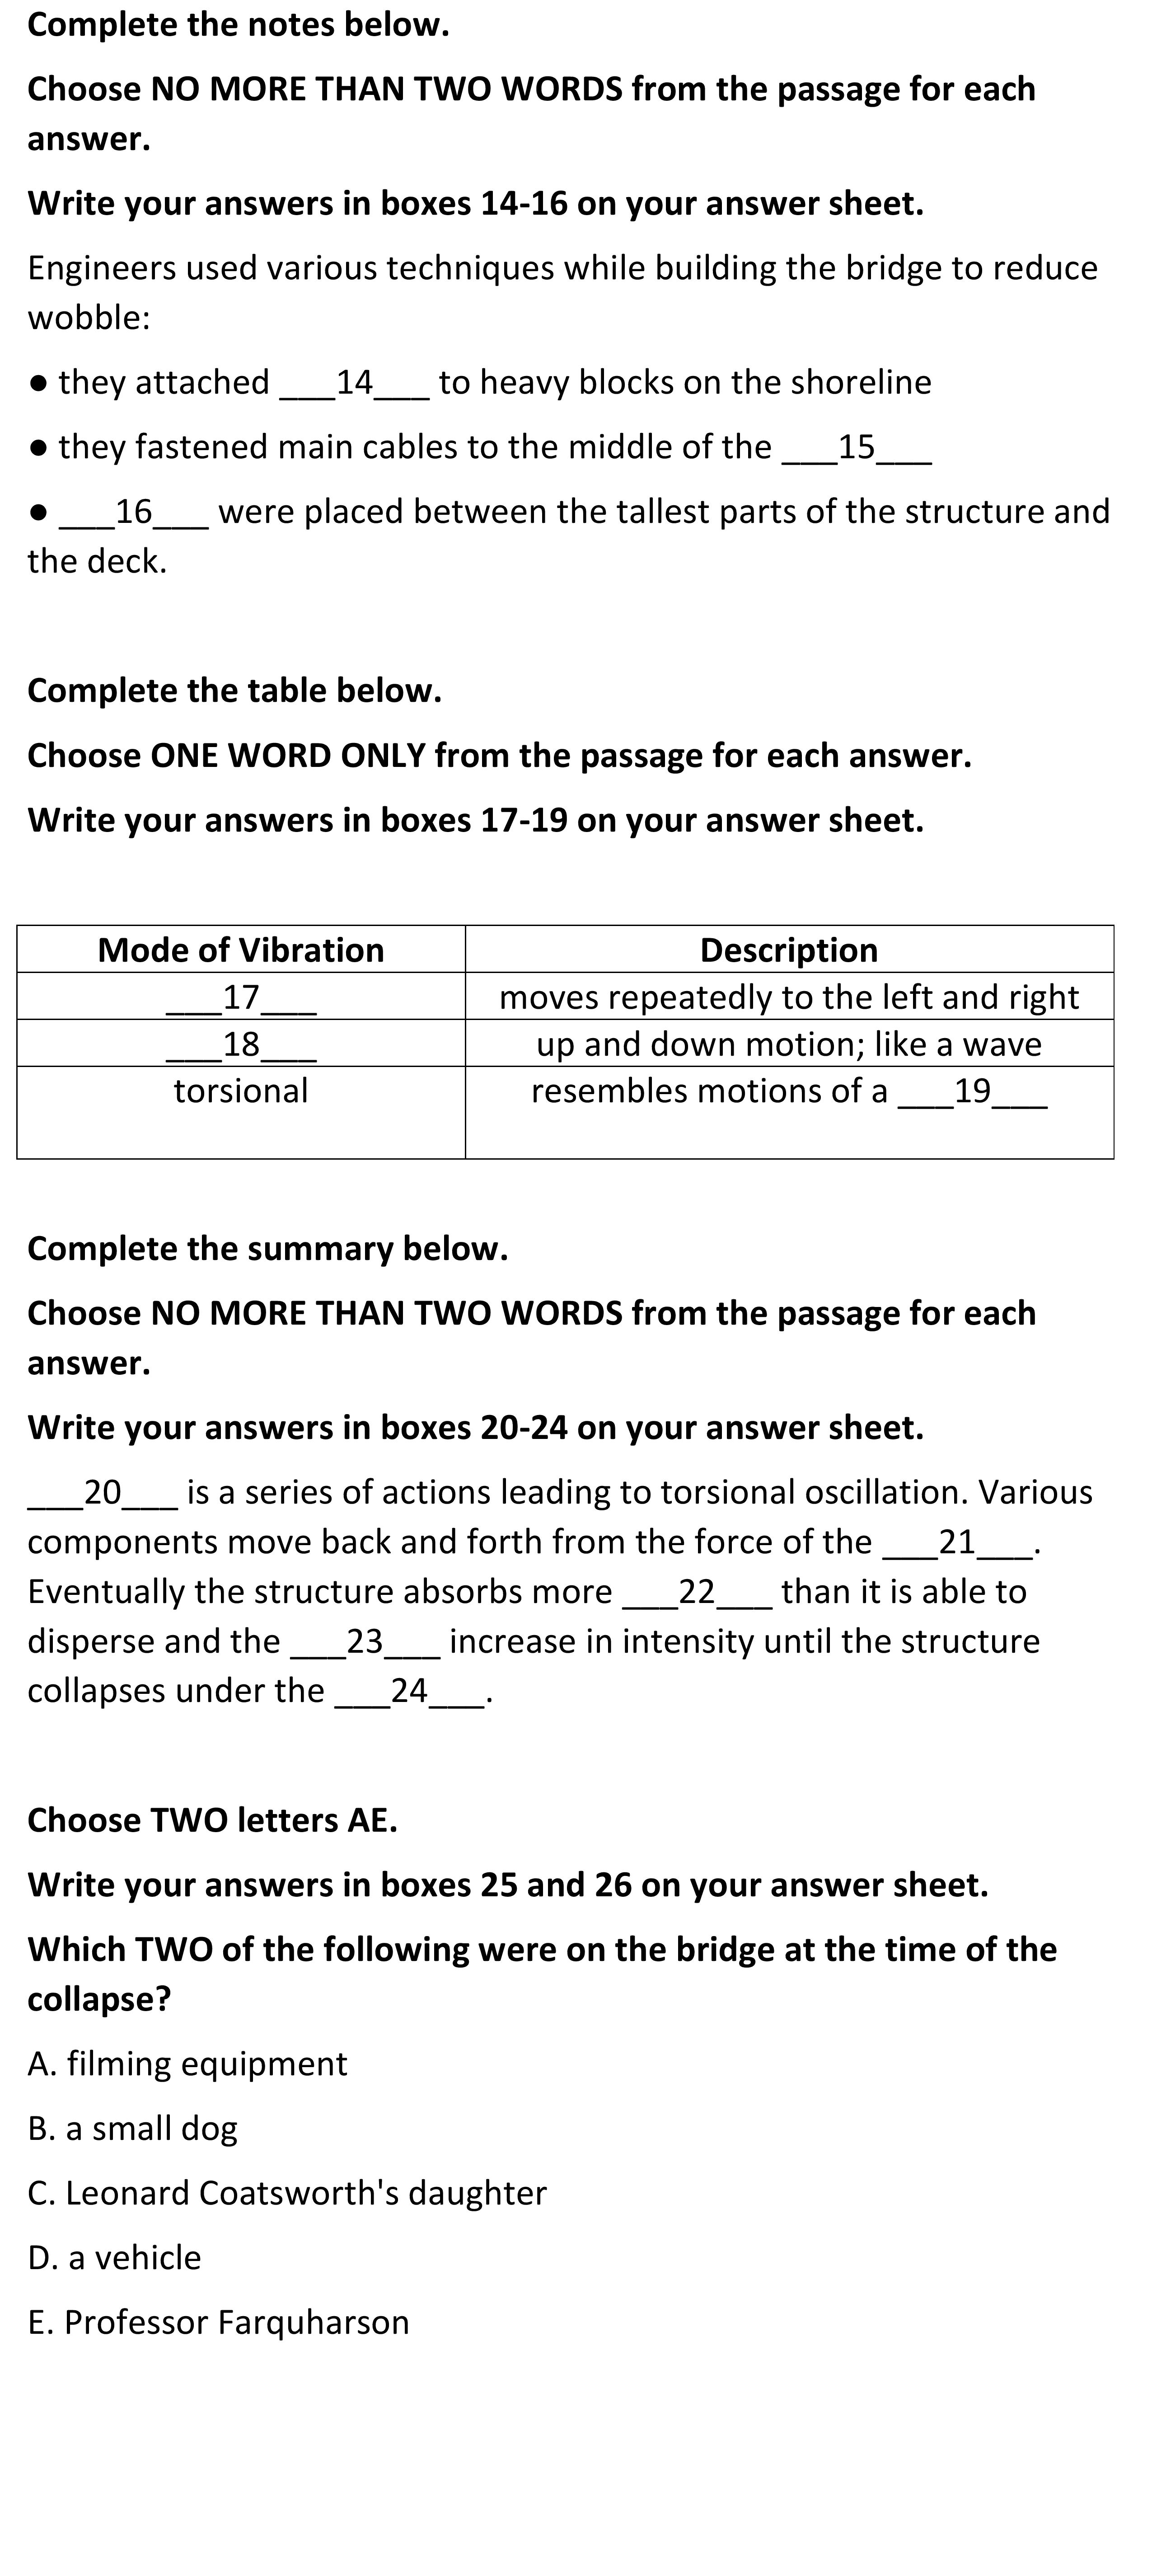 Complete the notes below.
Choose NO MORE THAN TWO WORDS from the passage for each
answer.
Write your answers in boxes 14-16 on your answer sheet.
Engineers used various techniques while building the bridge to reduce
wobble:
● they attached ___14___ to heavy blocks on the shoreline
● they fastened main cables to the middle of the ___15___
● ___16___ were placed between the tallest parts of the structure and
the deck.
Complete the table below.
Choose ONE WORD ONLY from the passage for each answer.
Write your answers in boxes 17-19 on your answer sheet.
Mode of Vibration Description
___17___ moves repeatedly to the left and right
___18___ up and down motion; like a wave
torsional resembles motions of a ___19___
Complete the summary below.
Choose NO MORE THAN TWO WORDS from the passage for each
answer.
Write your answers in boxes 20-24 on your answer sheet.
___20___ is a series of actions leading to torsional oscillation. Various
components move back and forth from the force of the ___21___.
Eventually the structure absorbs more ___22___ than it is able to
disperse and the ___23___ increase in intensity until the structure
collapses under the ___24___.
Choose TWO letters AE.
Write your answers in boxes 25 and 26 on your answer sheet.
Which TWO of the following were on the bridge at the time of the
collapse?
A. filming equipment
B. a small dog
C. Leonard Coatsworth's daughter
D. a vehicle
E. Professor Farquharson